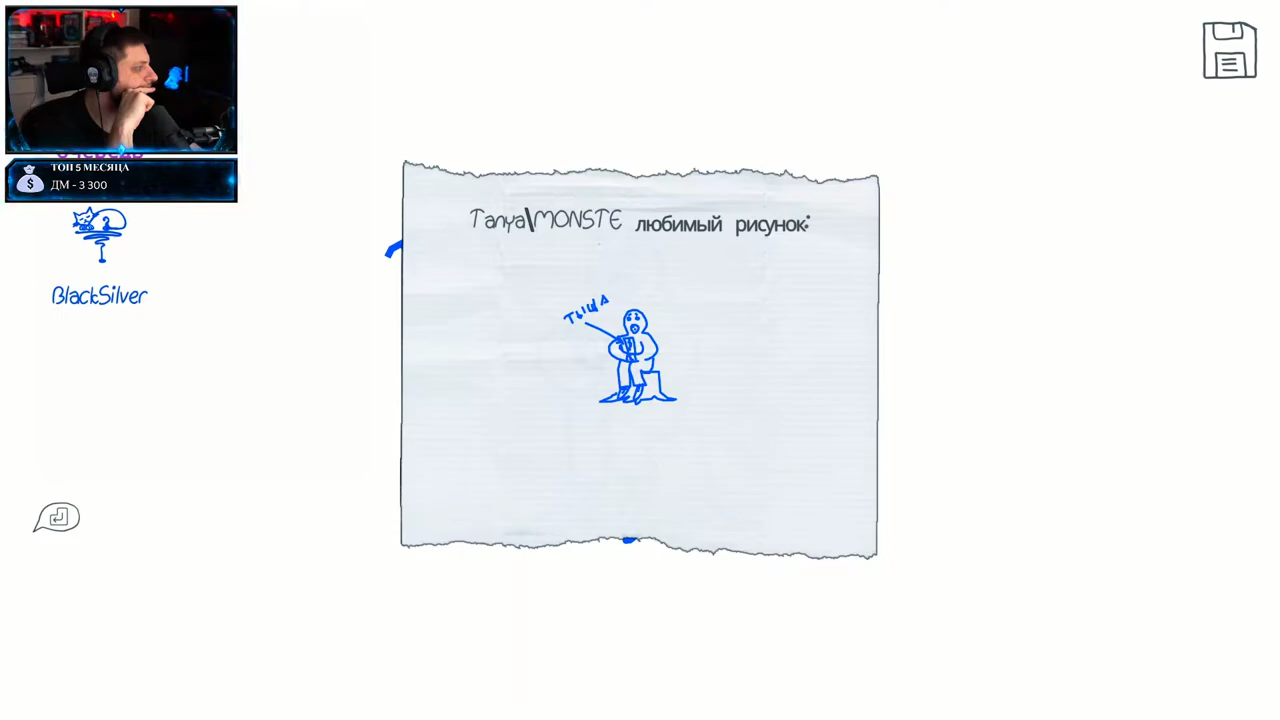 ТОП 5 МЕСЯЦА
ДМ - 3 300
BlackSilver
Tanya\MONSTE любимый рисунок:
ТЫЩА